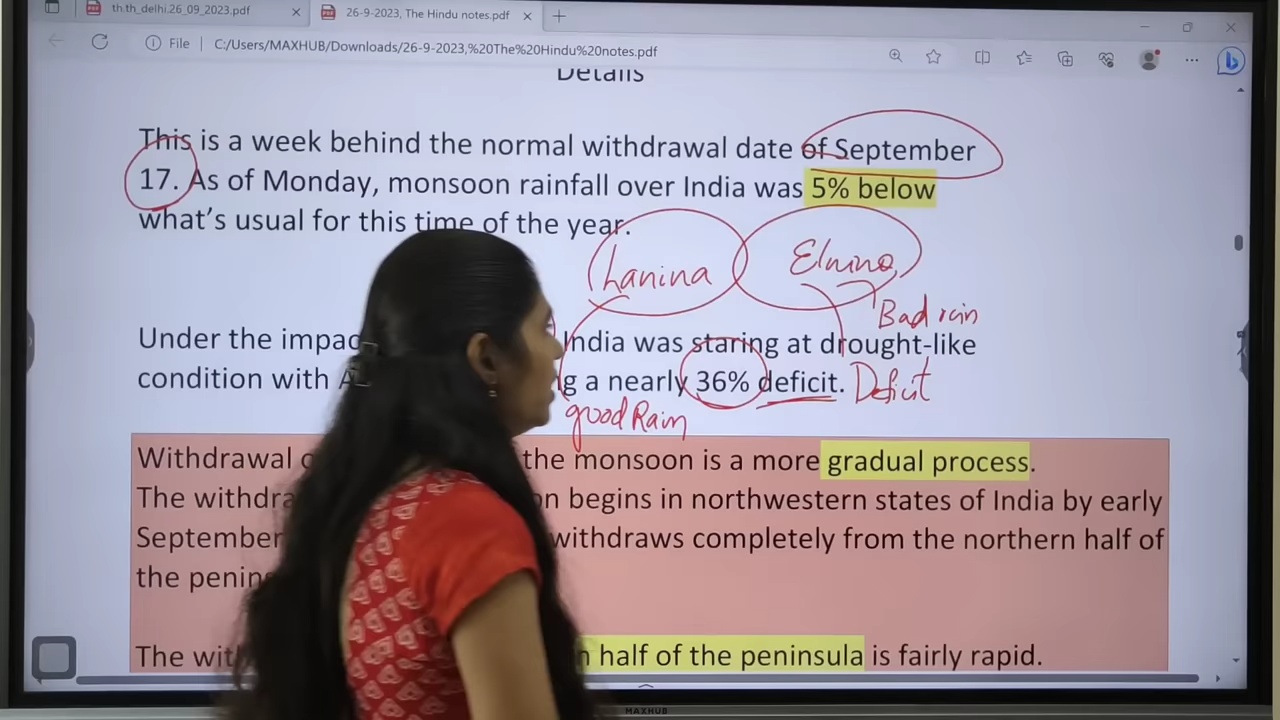 th.th_delhi.26_09_2023.pdf
26-9-2023, The Hindu notes.pdf
File
C:/Users/MAXHUB/Downloads/26-9-2023,%20The%20Hindu%20notes.pdf
Details
This is a week behind the normal withdrawal date of September
17. As of Monday, monsoon rainfall over India was 5% below
what's usual for this time of the year.
Lanina
Elnino,
Bad rain
Under the impac India was staring at drought-like
condition with A g a nearly 36% deficit. Deficit
good Rain
Withdrawal the monsoon is a more gradual process.
The withdra n begins in northwestern states of India by early
September withdraws completely from the northern half of
the penin
The wit n half of the peninsula is fairly rapid.
MAXHUB